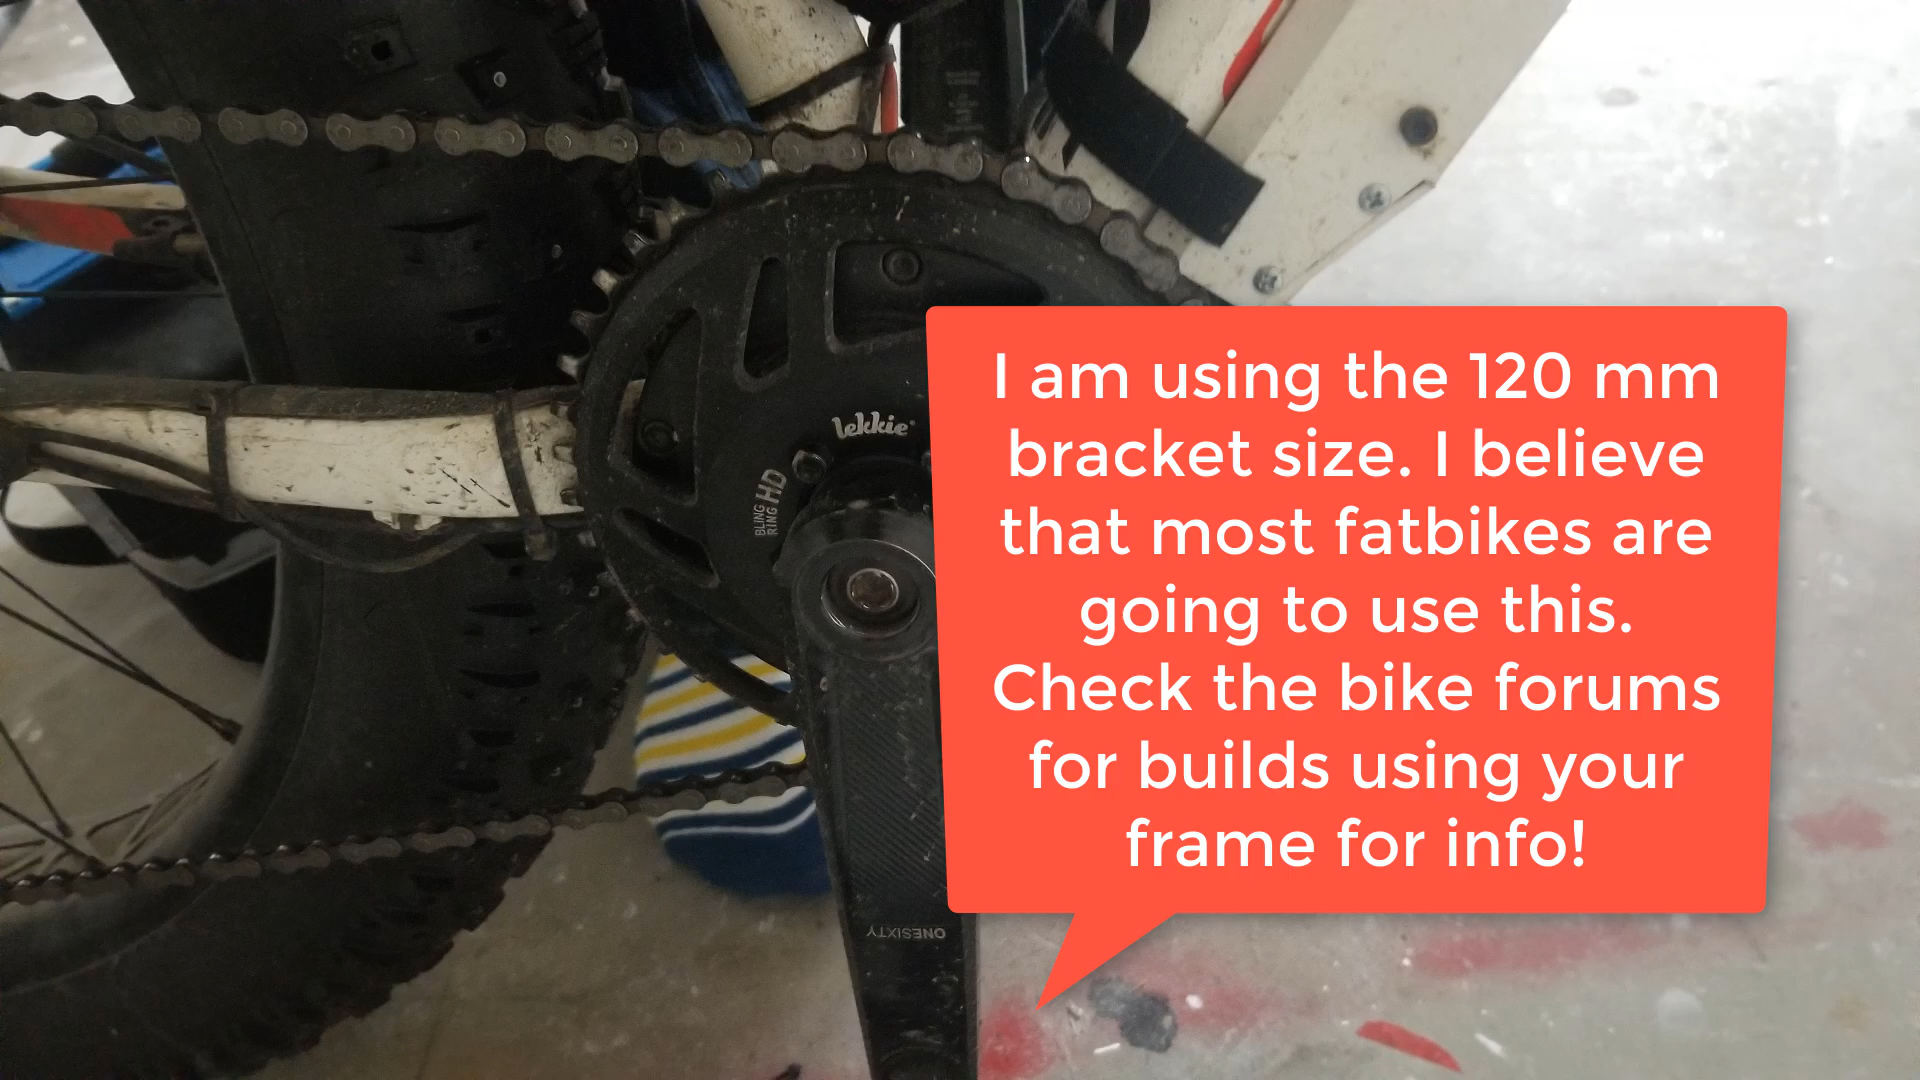 lekkie
BLING
RING HD
ONESIXTY
I am using the 120 mm
bracket size. I believe
that most fatbikes are
going to use this.
Check the bike forums
for builds using your
frame for info!